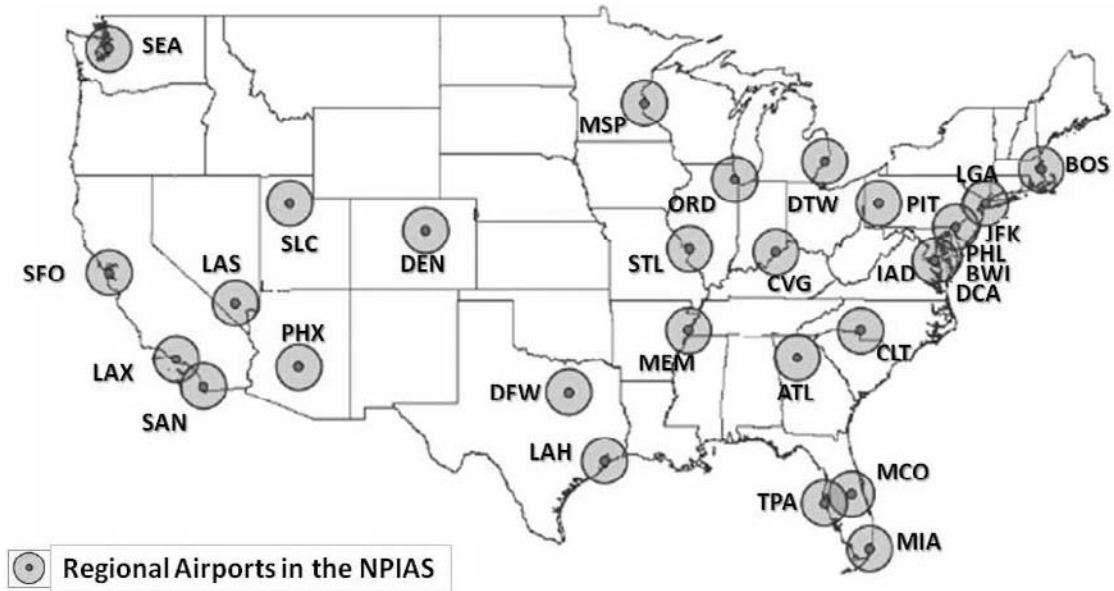 SEA
MSP
BOS
LGA
ORD
DTW
PIT
JFK
SLC
DEN
STL
CVG
IAD
PHL
BWI
DCA
SFO
LAS
PHX
MEM
CLT
LAX
SAN
DFW
ATL
LAH
MCO
TPA
MIA
Regional Airports in the NPIAS